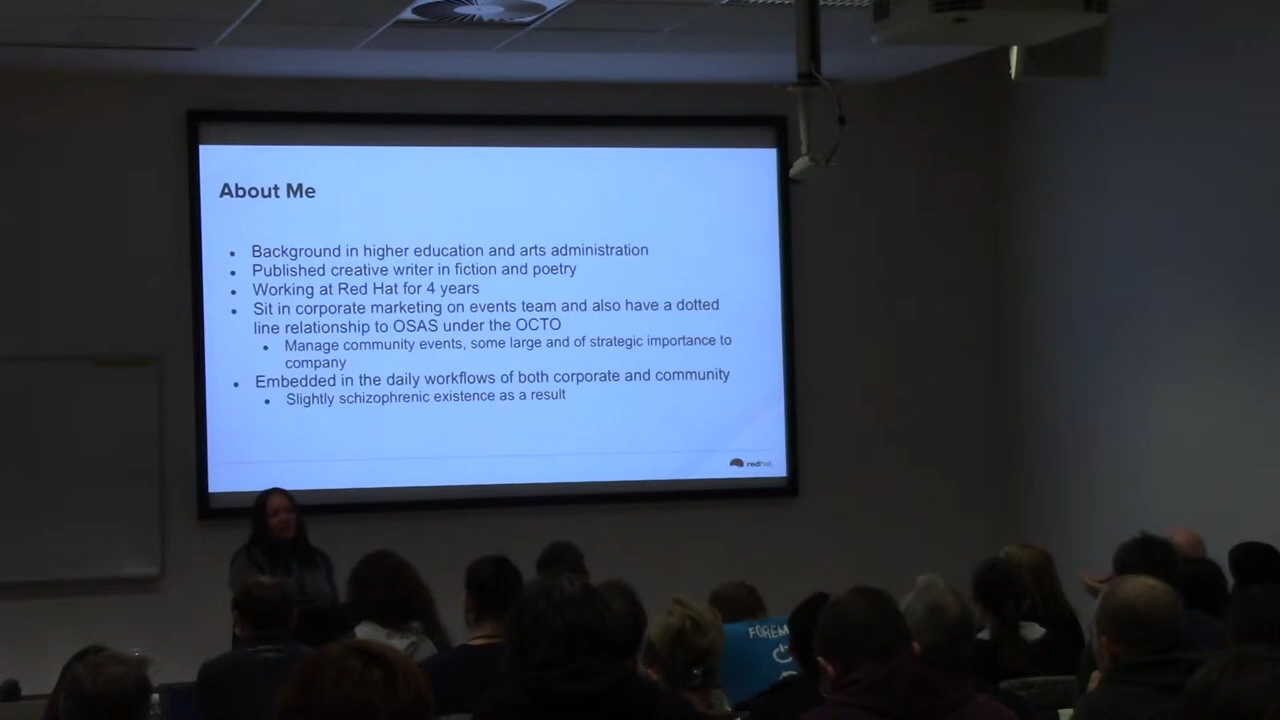 About Me
Background in higher education and arts administration
Published creative writer in fiction and poetry
Working at Red Hat for 4 years
Sit in corporate marketing on events team and also have a dotted
line relationship to OSAS under the OCTO
Manage community events, some large and of strategic importance to
company
Embedded in the daily workflows of both corporate and community
Slightly schizophrenic existence as a result
redhat.